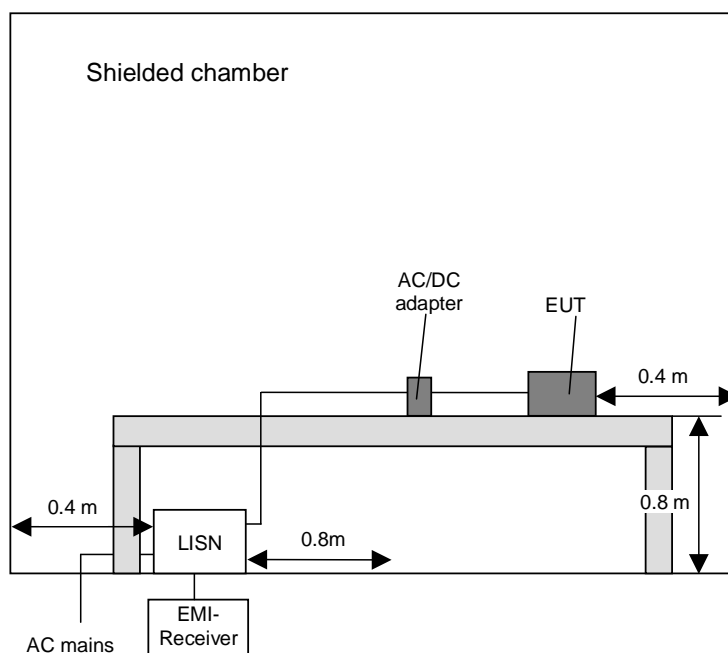 Shielded chamber
AC/DC
adapter
EUT
0.4 m
0.4 m
0.8 m
LISN
0.8m
EMI-
Receiver
AC mains